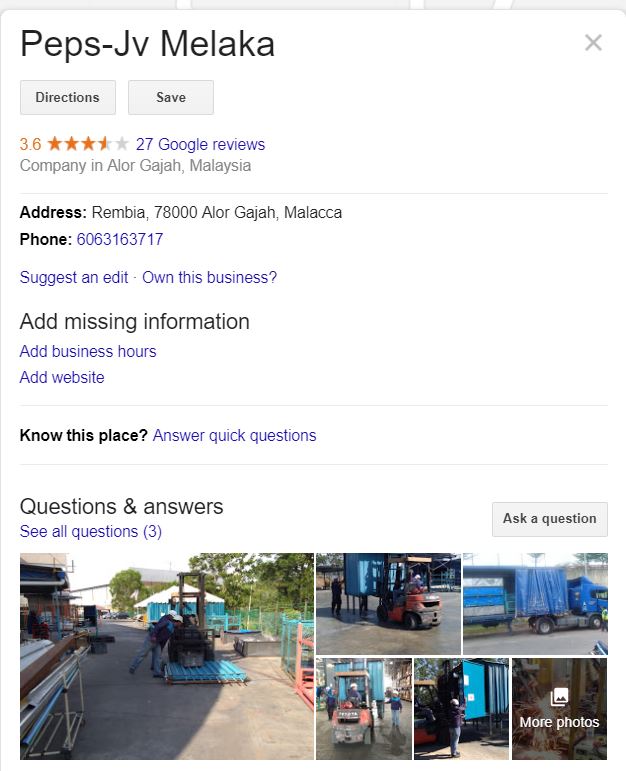 Peps-Jv Melaka
Directions
Save
3.6 27 Google reviews
Company in Alor Gajah, Malaysia
Address: Rembia, 78000 Alor Gajah, Malacca
Phone: 6063163717
Suggest an edit · Own this business?
Add missing information
Add business hours
Add website
Know this place? Answer quick questions
Questions & answers
See all questions (3)
Ask a question
More photos